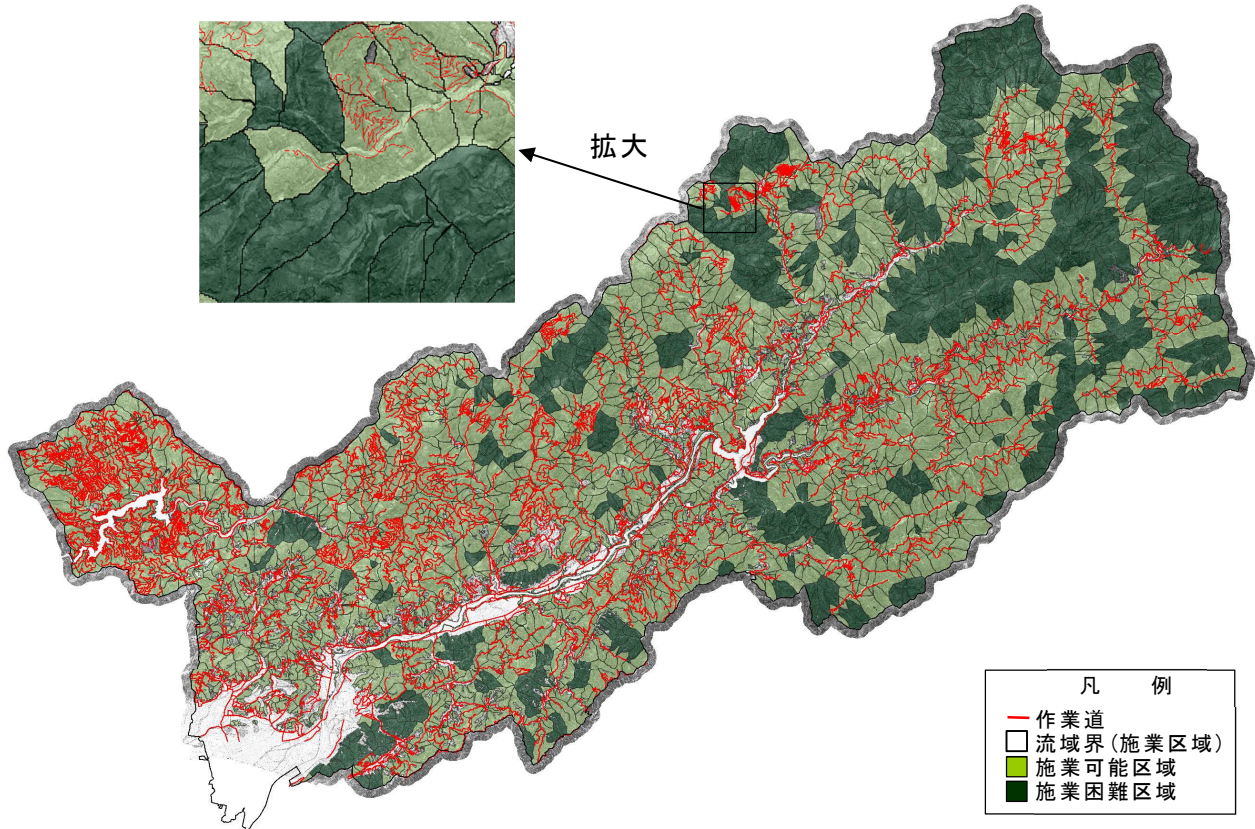 拡大
凡 例
作業道
流域界(施業区域)
施業可能区域
施業困難区域